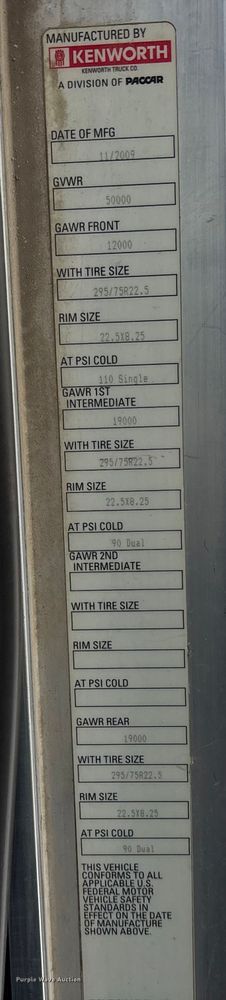 MANUFACTURED BY
KENWORTH
KENWORTH TRUCK CO.
A DIVISION OF PACCAR
DATE OF MFG
11/2009
GVWR
50000
GAWR FRONT
12000
WITH TIRE SIZE
295/75R22.5
RIM SIZE
22.5X8.25
AT PSI COLD
110 Single
GAWR 1ST
INTERMEDIATE
19000
WITH TIRE SIZE
295/75R22.5
RIM SIZE
22.5X8.25
AT PSI COLD
90 Dual
GAWR 2ND
INTERMEDIATE
WITH TIRE SIZE
RIM SIZE
AT PSI COLD
GAWR REAR
19000
WITH TIRE SIZE
295/75R22.5
RIM SIZE
22.5X8.25
AT PSI COLD
90 Dual
THIS VEHICLE
CONFORMS TO ALL
APPLICABLE U.S.
FEDERAL MOTOR
VEHICLE SAFETY
STANDARDS IN
EFFECT ON THE DATE
OF MANUFACTURE
SHOWN ABOVE.
Purple Wave Auction